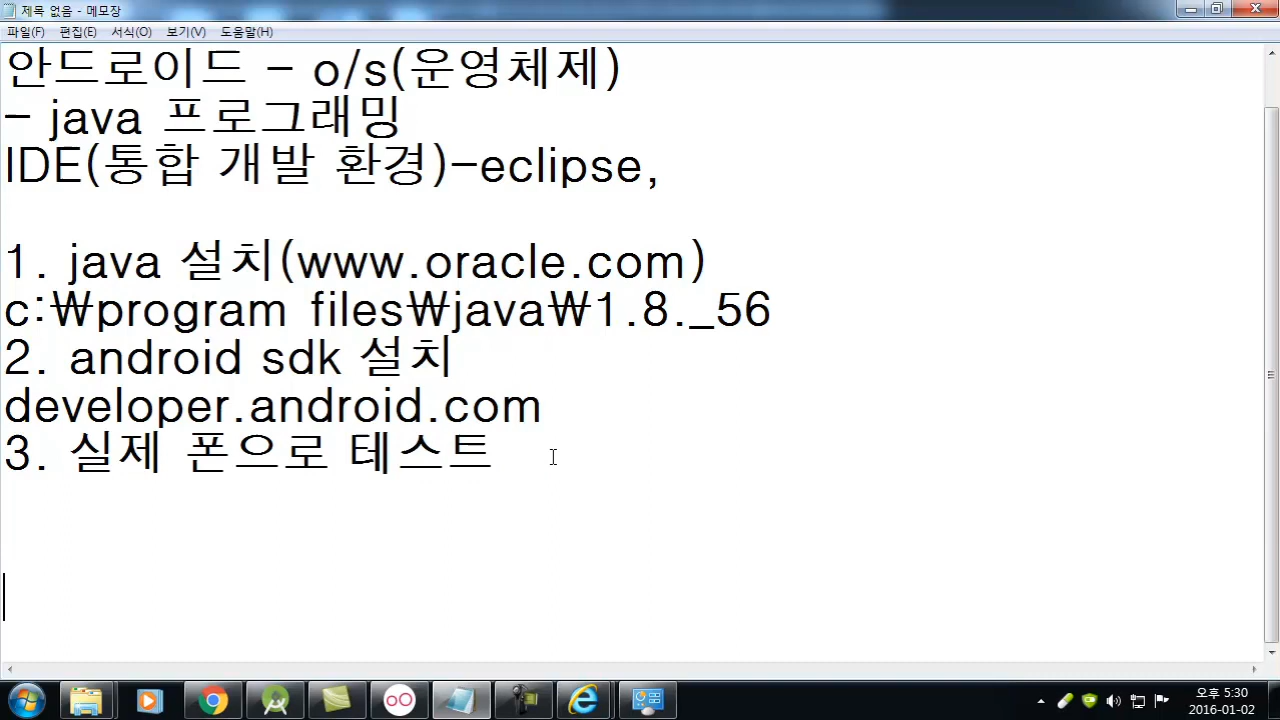 제목 없음 - 메모장
파일(F) 편집(E) 서식(O) 보기(V) 도움말(H)
안드로이드 - o/s(운영체제)
- java 프로그래밍
IDE(통합 개발 환경)-eclipse,
1. java 설치(www.oracle.com)
c:₩program files₩java₩1.8._56
2. android sdk 설치
developer.android.com
3. 실제 폰으로 테스트
오후 5:30
2016-01-02